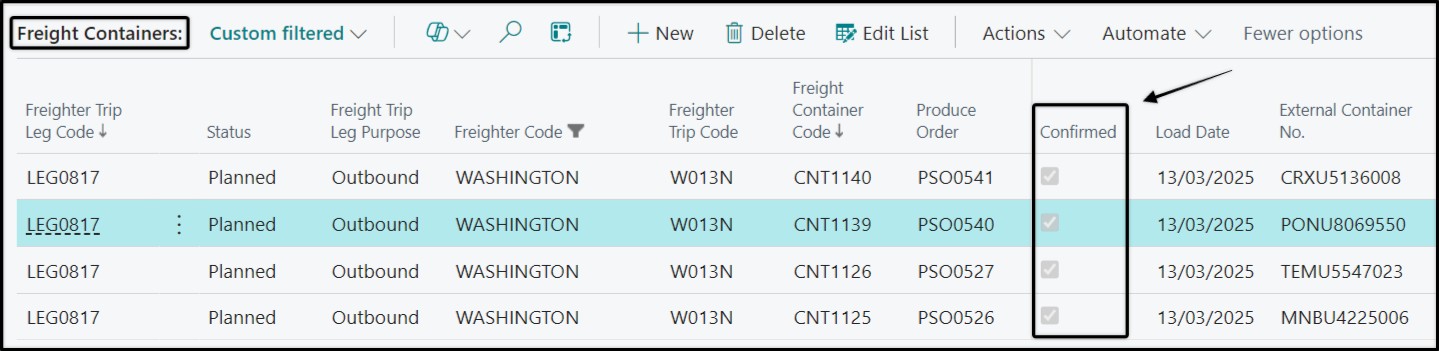 Freight Containers: Custom filtered New Delete Edit List Actions Automate Fewer options
Freighter Trip Leg Code↓ Status Freight Trip Leg Purpose Freighter Code Freighter Trip Code Freight Container Code↓ Produce Order Confirmed Load Date External Container No.
LEG0817 Planned Outbound WASHINGTON W013N CNT1140 PSO0541 13/03/2025 CRXU5136008
LEG0817 Planned Outbound WASHINGTON W013N CNT1139 PSO0540 13/03/2025 PONU8069550
LEG0817 Planned Outbound WASHINGTON W013N CNT1126 PSO0527 13/03/2025 TEMU5547023
LEG0817 Planned Outbound WASHINGTON W013N CNT1125 PSO0526 13/03/2025 MNBU4225006